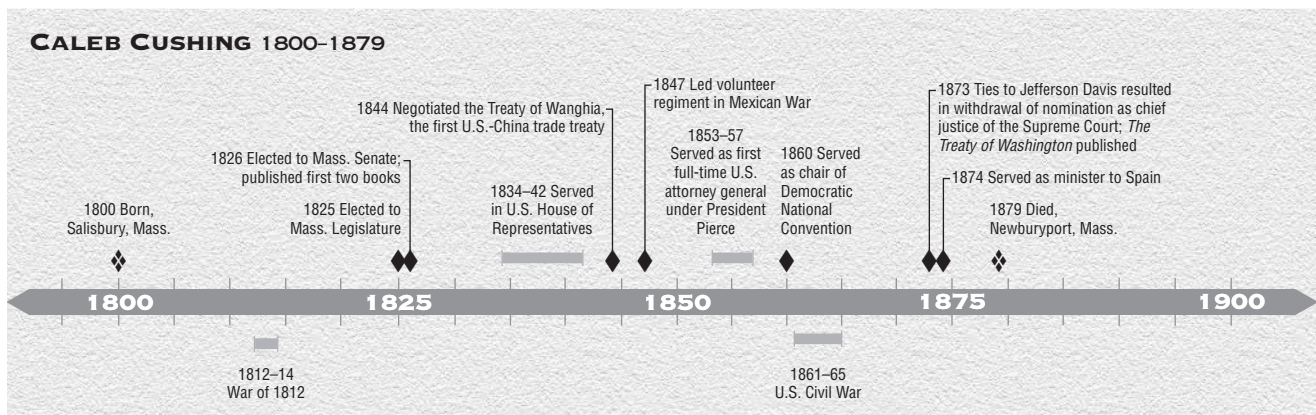 CALEB CUSHING 1800–1879
1800 Born,
Salisbury, Mass.
1825 Elected to
Mass. Legislature
1826 Elected to Mass. Senate;
published first two books
1834–42 Served
in U.S. House of
Representatives
1844 Negotiated the Treaty of Wanghia,
the first U.S.-China trade treaty
1847 Led volunteer
regiment in Mexican War
1853–57
Served as first
full-time U.S.
attorney general
under President
Pierce
1860 Served
as chair of
Democratic
National
Convention
1873 Ties to Jefferson Davis resulted
in withdrawal of nomination as chief
justice of the Supreme Court; The
Treaty of Washington published
1874 Served as minister to Spain
1879 Died,
Newburyport, Mass.
1800
1825
1850
1875
1900
1812–14
War of 1812
1861–65
U.S. Civil War